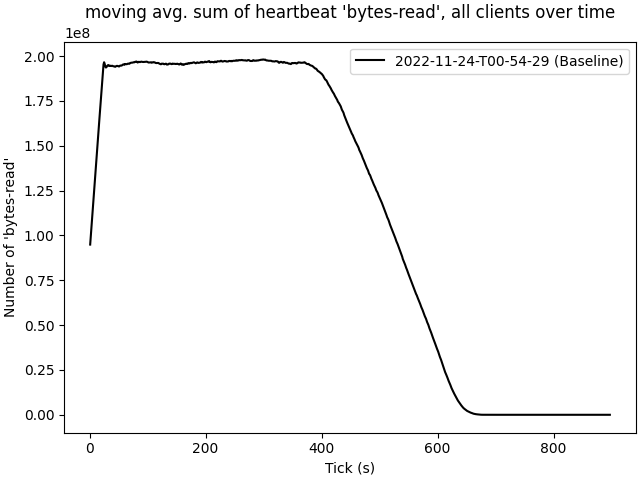 moving avg. sum of heartbeat 'bytes-read', all clients over time
1e8
2022-11-24-T00-54-29 (Baseline)
2.00
1.75
1.50
1.25
1.00
0.75
0.50
0.25
0.00
Number of 'bytes-read'
0
200
400
600
800
Tick (s)